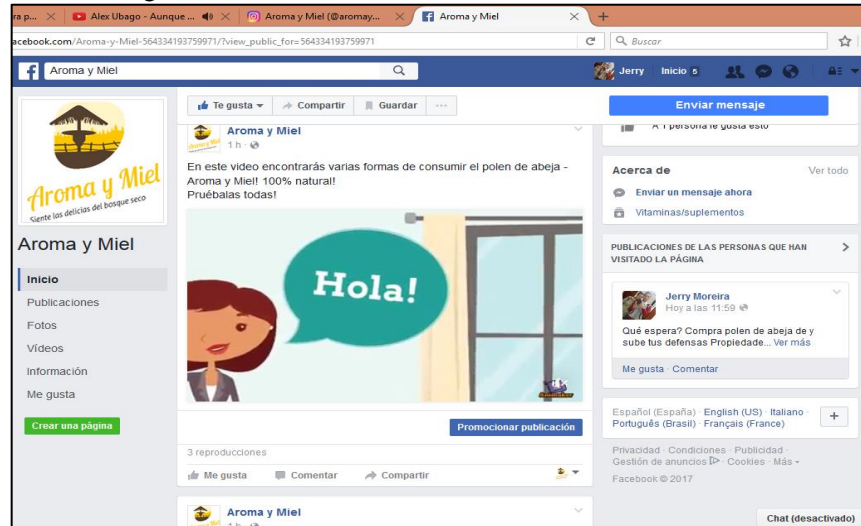 ra p...
Alex Ubago - Aunque ...
Aroma y Miel (@aromay...
Aroma y Miel
acebook.com/Aroma-y-Miel-564334193759971/?view_public_for=564334193759971
Buscar
Aroma y Miel
Jerry
Inicio 5
Aroma y Miel
Siente las delicias del bosque seco
Aroma y Miel
Inicio
Publicaciones
Fotos
Vídeos
Información
Me gusta
Crear una página
Te gusta
Compartir
Guardar
...
Aroma y Miel
1 h ·
En este video encontrarás varias formas de consumir el polen de abeja -
Aroma y Miel! 100% natural!
Pruébalas todas!
Hola!
Promocionar publicación
3 reproducciones
Me gusta
Comentar
Compartir
Aroma y Miel
1 h ·
Enviar mensaje
A 1 persona le gusta esto
Acerca de
Ver todo
Enviar un mensaje ahora
Vitaminas/suplementos
PUBLICACIONES DE LAS PERSONAS QUE HAN
VISITADO LA PÁGINA
Jerry Moreira
Hoy a las 11:59
Qué espera? Compra polen de abeja de y
sube tus defensas Propiedade... Ver más
Me gusta · Comentar
Español (España) · English (US) · Italiano ·
Português (Brasil) · Français (France)
Privacidad · Condiciones · Publicidad ·
Gestión de anuncios · Cookies · Más
Facebook © 2017
Chat (desactivado)